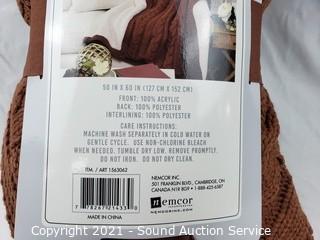 50 IN X 60 IN (127 CM X 152 CM)
FRONT: 100% ACRYLIC
BACK: 100% POLYESTER
INTERLINING: 100% POLYESTER
CARE INSTRUCTIONS:
MACHINE WASH SEPARATELY IN COLD WATER ON
GENTLE CYCLE. USE NON-CHLORINE BLEACH
WHEN NEEDED. TUMBLE DRY LOW. REMOVE PROMPTLY.
DO NOT IRON. DO NOT DRY CLEAN.
ITM. / ART 1563062
MADE IN CHINA
NEMCOR INC.
501 FRANKLIN BLVD., CAMBRIDGE, ON
CANADA N1R 8G9 • 1-888-425-6387
nemcor
NEMCORINC.COM
Copyright 2021 - Sound Auction Service